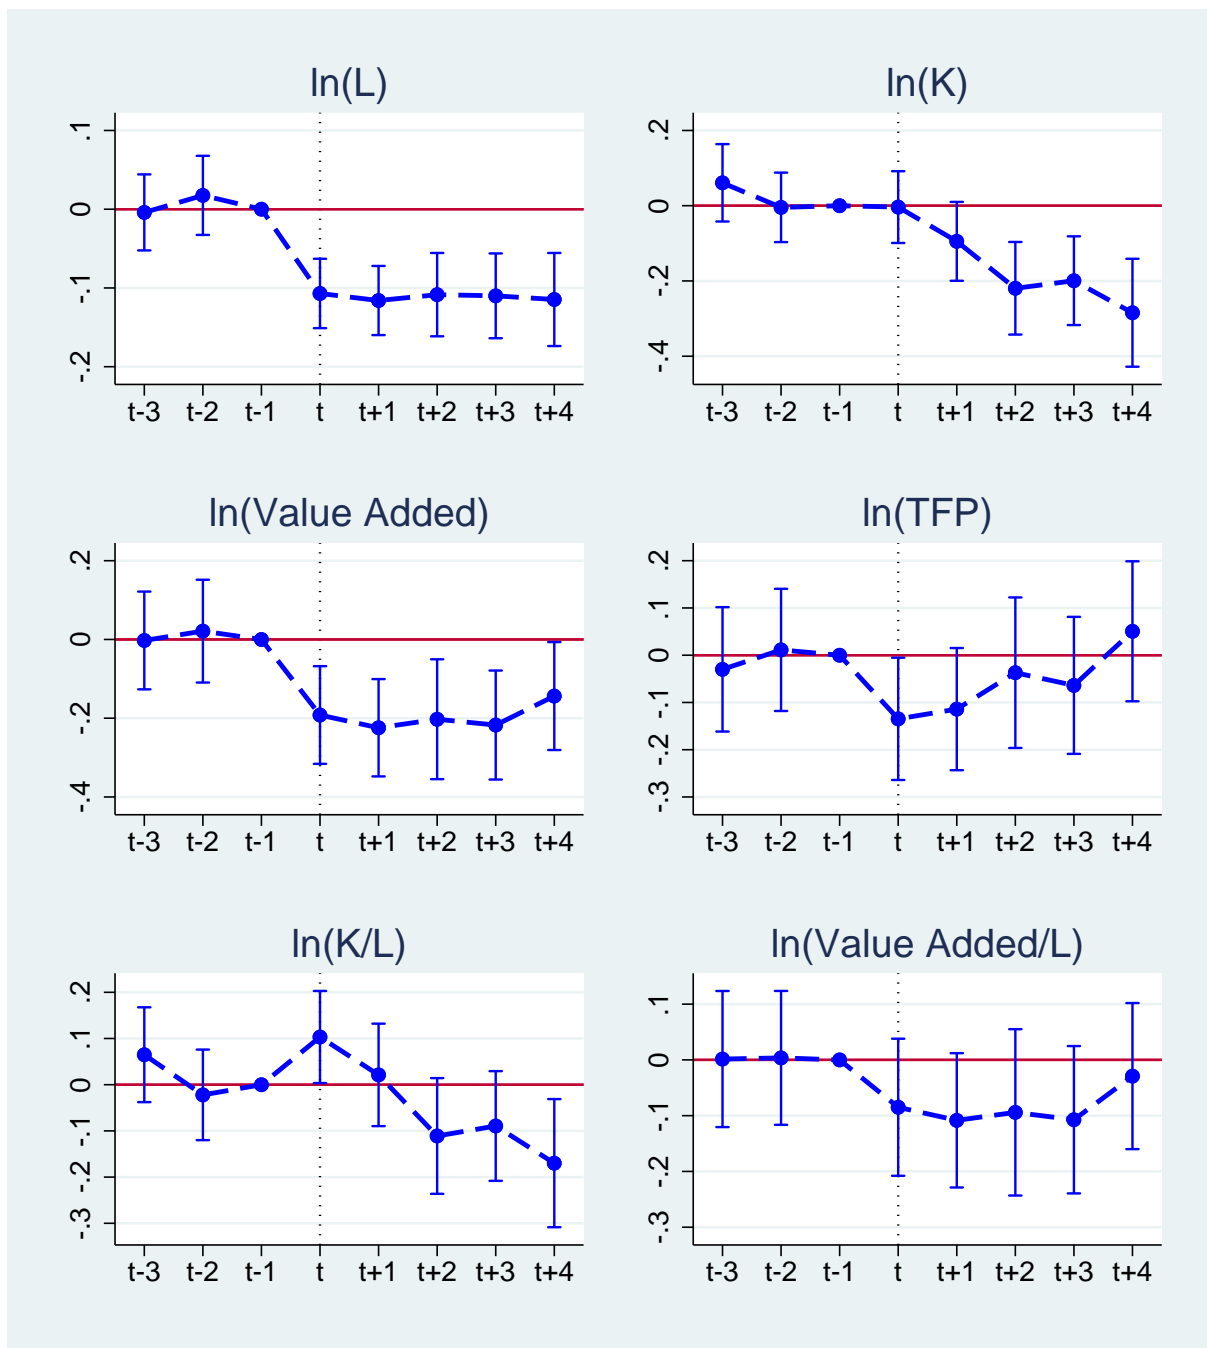 ln(L)
.1
0
-.1
-.2
t-3 t-2 t-1 t t+1 t+2 t+3 t+4
ln(K)
.2
0
-.2
-.4
t-3 t-2 t-1 t t+1 t+2 t+3 t+4
ln(Value Added)
.2
0
-.2
-.4
t-3 t-2 t-1 t t+1 t+2 t+3 t+4
ln(TFP)
.2
.1
0
-.1
-.2
-.3
t-3 t-2 t-1 t t+1 t+2 t+3 t+4
ln(K/L)
.2
.1
0
-.1
-.2
-.3
t-3 t-2 t-1 t t+1 t+2 t+3 t+4
ln(Value Added/L)
.1
0
-.1
-.2
-.3
t-3 t-2 t-1 t t+1 t+2 t+3 t+4